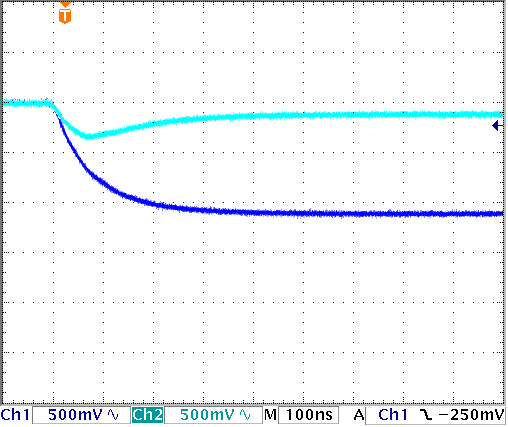 T
Ch1 500mV ∿ Ch2 500mV ∿ M 100ns A Ch1 ⤵ −250mV